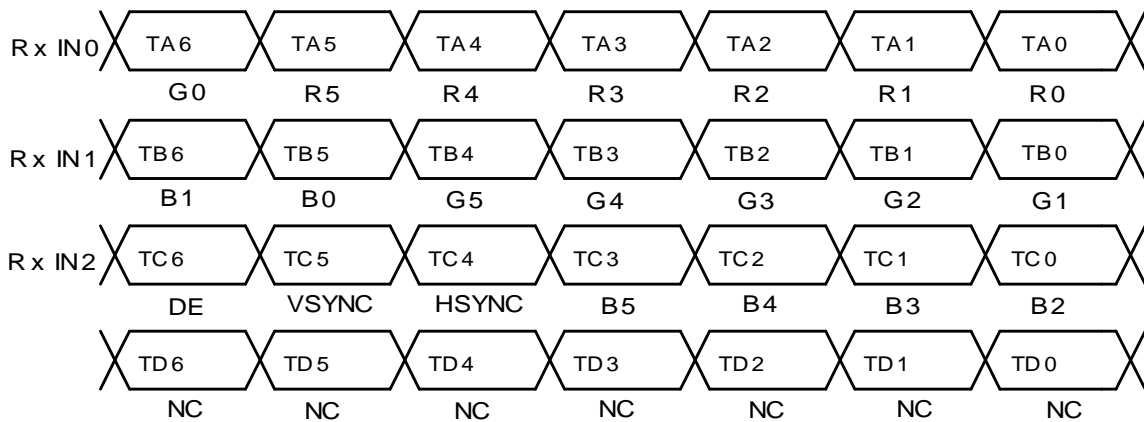 Rx IN0 TA6 TA5 TA4 TA3 TA2 TA1 TA0
G0 R5 R4 R3 R2 R1 R0
Rx IN1 TB6 TB5 TB4 TB3 TB2 TB1 TB0
B1 B0 G5 G4 G3 G2 G1
Rx IN2 TC6 TC5 TC4 TC3 TC2 TC1 TC0
DE VSYNC HSYNC B5 B4 B3 B2
TD6 TD5 TD4 TD3 TD2 TD1 TD0
NC NC NC NC NC NC NC